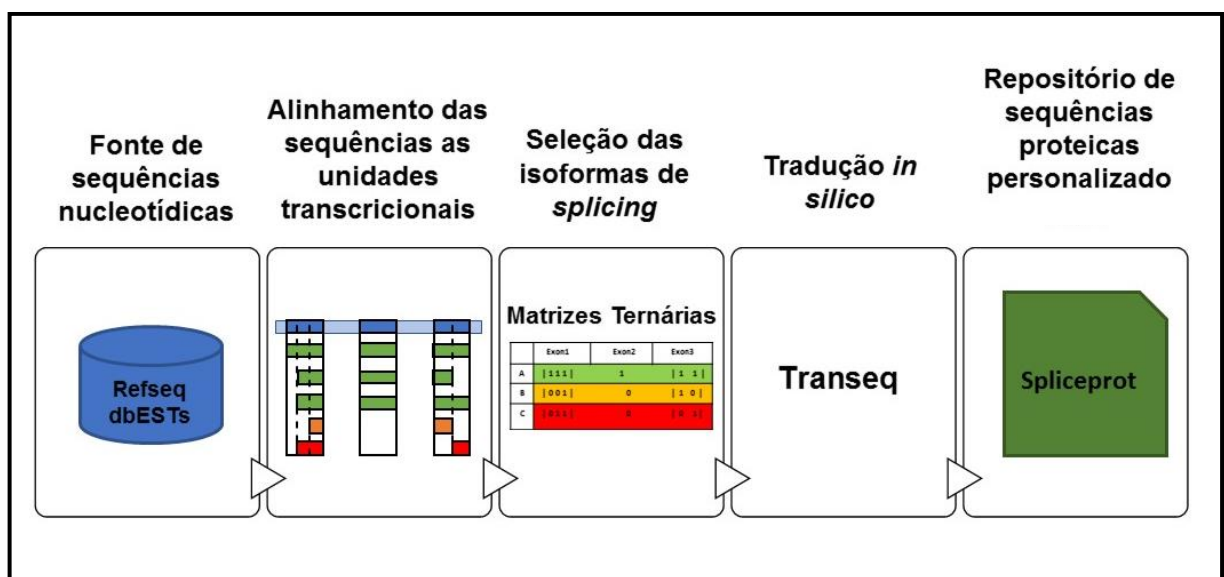 Fonte de
sequências
nucleotídicas
Alinhamento das
sequências as
unidades
transcricionais
Seleção das
isoformas de
splicing
Tradução in
silico
Repositório de
sequências
proteicas
personalizado
Refseq
dbESTs
Matrizes Ternárias
Exon1 Exon2 Exon3
A |111| 1 |1 1|
B |001| 0 |1 0|
C |011| 0 |0 1|
Transeq
Spliceprot